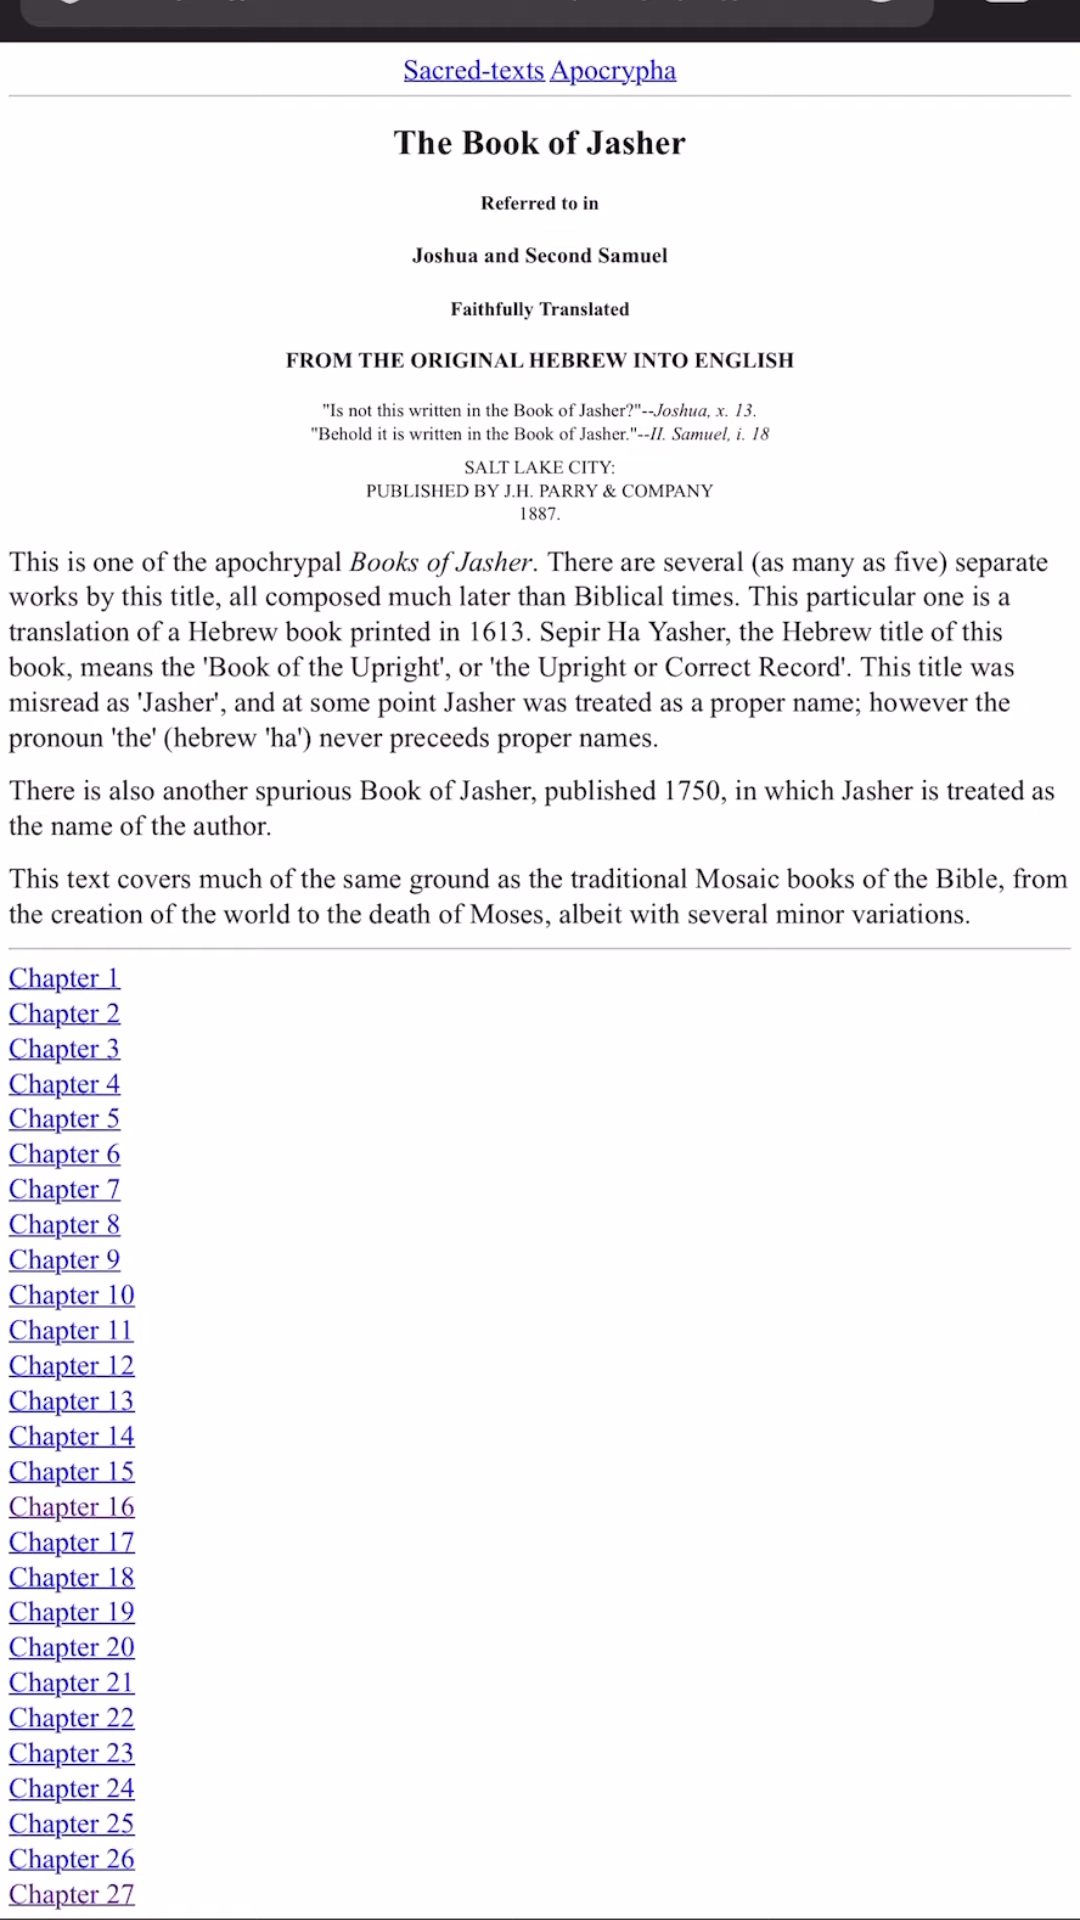 Sacred-texts Apocrypha
The Book of Jasher
Referred to in
Joshua and Second Samuel
Faithfully Translated
FROM THE ORIGINAL HEBREW INTO ENGLISH
"Is not this written in the Book of Jasher?"--Joshua, x. 13.
"Behold it is written in the Book of Jasher."--II. Samuel, i. 18
SALT LAKE CITY:
PUBLISHED BY J.H. PARRY & COMPANY
1887.
This is one of the apochrypal Books of Jasher. There are several (as many as five) separate
works by this title, all composed much later than Biblical times. This particular one is a
translation of a Hebrew book printed in 1613. Sepir Ha Yasher, the Hebrew title of this
book, means the 'Book of the Upright', or 'the Upright or Correct Record'. This title was
misread as 'Jasher', and at some point Jasher was treated as a proper name; however the
pronoun 'the' (hebrew 'ha') never preceeds proper names.
There is also another spurious Book of Jasher, published 1750, in which Jasher is treated as
the name of the author.
This text covers much of the same ground as the traditional Mosaic books of the Bible, from
the creation of the world to the death of Moses, albeit with several minor variations.
Chapter 1
Chapter 2
Chapter 3
Chapter 4
Chapter 5
Chapter 6
Chapter 7
Chapter 8
Chapter 9
Chapter 10
Chapter 11
Chapter 12
Chapter 13
Chapter 14
Chapter 15
Chapter 16
Chapter 17
Chapter 18
Chapter 19
Chapter 20
Chapter 21
Chapter 22
Chapter 23
Chapter 24
Chapter 25
Chapter 26
Chapter 27